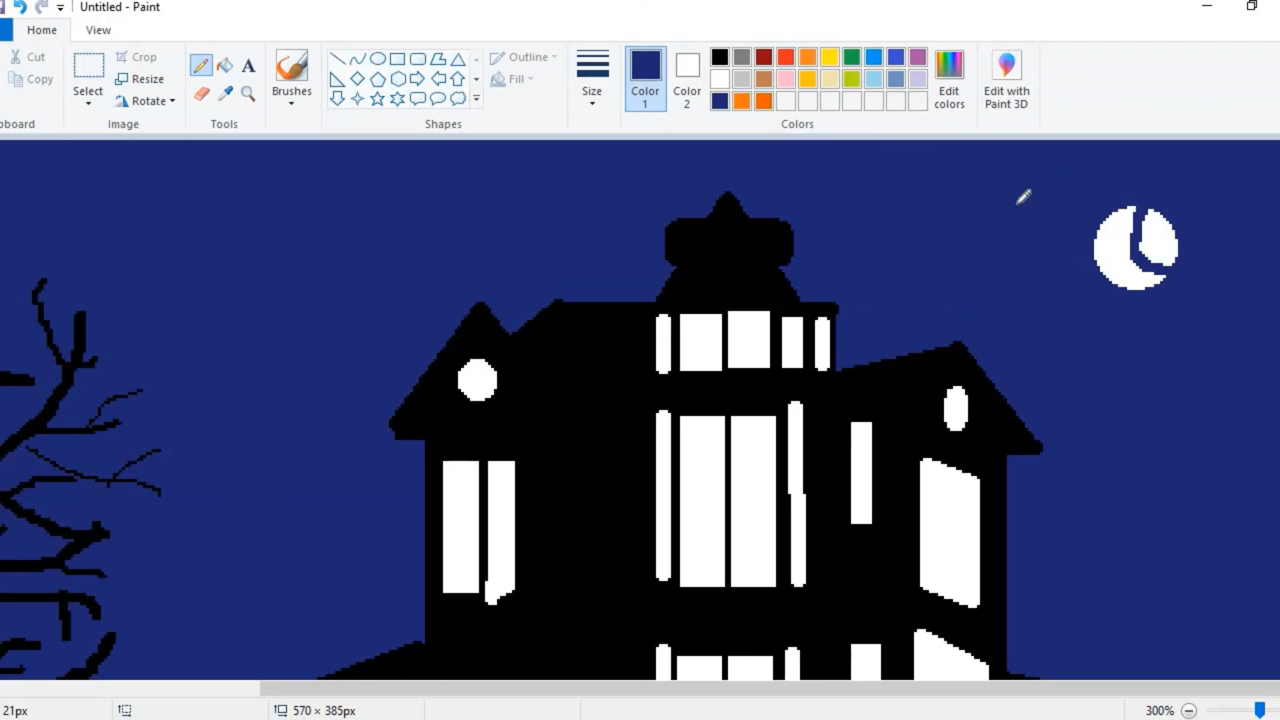 Untitled - Paint
Home
View
Cut
Copy
Select
Crop
Resize
Rotate
A
Brushes
Outline
Fill
Size
Color
1
Color
2
Edit
colors
Edit with
Paint 3D
board
Image
Tools
Shapes
Colors
21px
570 × 385px
300%